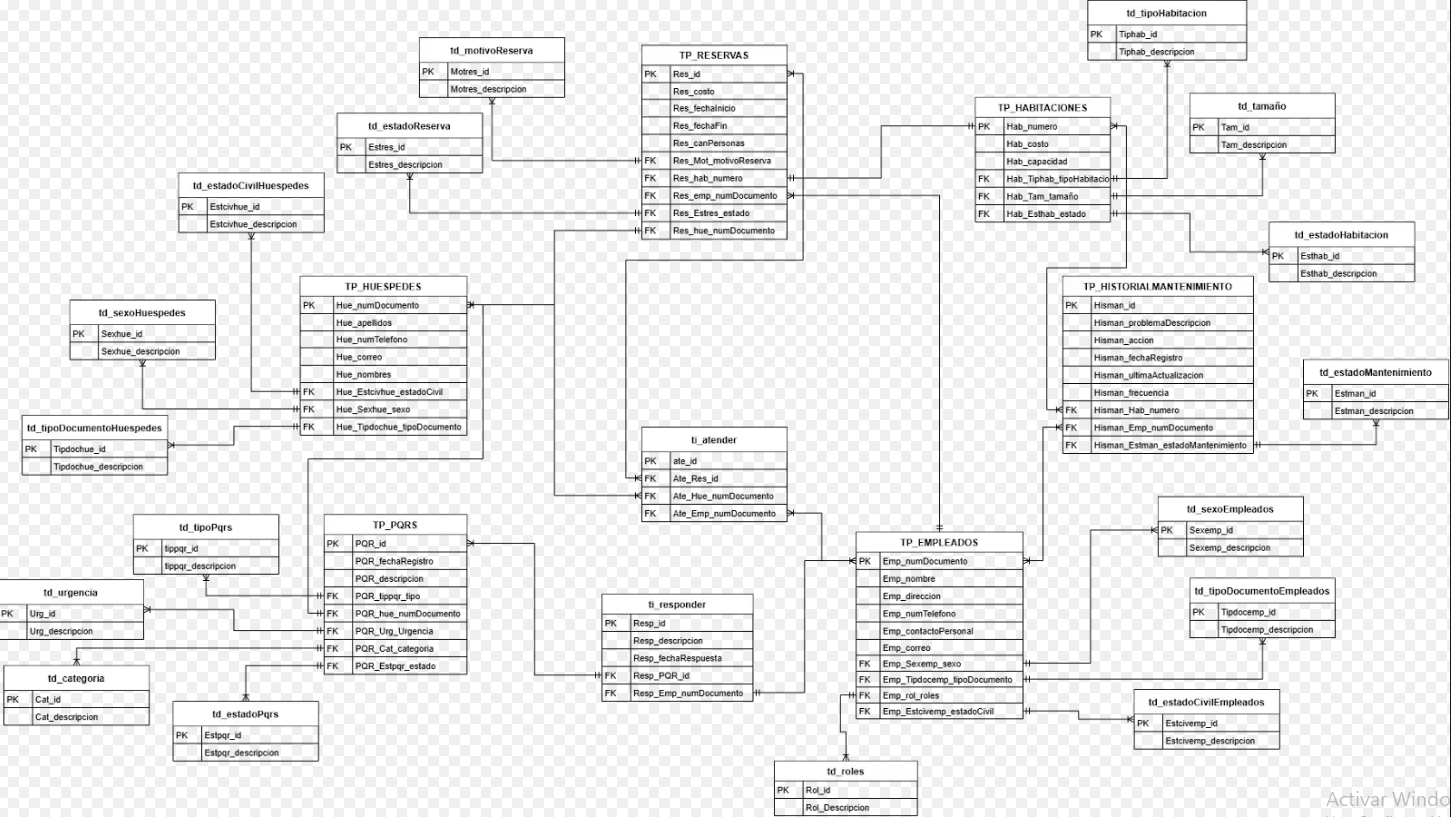 td_tipoHabitacion
PK Tiphab_id
Tiphab_descripcion
td_motivoReserva
PK Motres_id
Motres_descripcion
TP_RESERVAS
PK Res_id
Res_costo
Res_fechaInicio
Res_fechaFin
Res_canPersonas
FK Res_Mot_motivoReserva
FK Res_hab_numero
FK Res_emp_numDocumento
FK Res_Estres_estado
FK Res_hue_numDocumento
TP_HABITACIONES
PK Hab_numero
Hab_costo
Hab_capacidad
FK Hab_Tiphab_tipoHabitacio
FK Hab_Tam_tamaño
FK Hab_Esthab_estado
td_tamaño
PK Tam_id
Tam_descripcion
td_estadoReserva
PK Estres_id
Estres_descripcion
td_estadoCivilHuespedes
PK Estcivhue_id
Estcivhue_descripcion
td_estadoHabitacion
PK Esthab_id
Esthab_descripcion
TP_HUESPEDES
PK Hue_numDocumento
Hue_apellidos
Hue_numTelefono
Hue_correo
Hue_nombres
FK Hue_Estcivhue_estadoCivil
FK Hue_Sexhue_sexo
FK Hue_Tipdochue_tipoDocumento
TP_HISTORIALMANTENIMIENTO
PK Hisman_id
Hisman_problemaDescripcion
Hisman_accion
Hisman_fechaRegistro
Hisman_ultimaActualizacion
Hisman_frecuencia
FK Hisman_Hab_numero
FK Hisman_Emp_numDocumento
FK Hisman_Estman_estadoMantenimiento
td_sexoHuespedes
PK Sexhue_id
Sexhue_descripcion
td_estadoMantenimiento
PK Estman_id
Estman_descripcion
td_tipoDocumentoHuespedes
PK Tipdochue_id
Tipdochue_descripcion
ti_atender
PK ate_id
FK Ate_Res_id
FK Ate_Hue_numDocumento
FK Ate_Emp_numDocumento
td_sexoEmpleados
PK Sexemp_id
Sexemp_descripcion
td_tipoPqrs
PK tippqr_id
tippqr_descripcion
TP_PQRS
PK PQR_id
PQR_fechaRegistro
PQR_descripcion
FK PQR_tippqr_tipo
FK PQR_hue_numDocumento
FK PQR_Urg_Urgencia
FK PQR_Cat_categoria
FK PQR_Estpqr_estado
TP_EMPLEADOS
PK Emp_numDocumento
Emp_nombre
Emp_direccion
Emp_numTelefono
Emp_contactoPersonal
Emp_correo
FK Emp_Sexemp_sexo
FK Emp_Tipdocemp_tipoDocumento
FK Emp_rol_roles
FK Emp_Estcivemp_estadoCivil
td_urgencia
PK Urg_id
Urg_descripcion
ti_responder
PK Resp_id
Resp_descripcion
Resp_fechaRespuesta
FK Resp_PQR_id
FK Resp_Emp_numDocumento
td_tipoDocumentoEmpleados
PK Tipdocemp_id
Tipdocemp_descripcion
td_categoria
PK Cat_id
Cat_descripcion
td_estadoPqrs
PK Estpqr_id
Estpqr_descripcion
td_estadoCivilEmpleados
PK Estcivemp_id
Estcivemp_descripcion
td_roles
PK Rol_id
Rol_Descripcion
Activar Windo